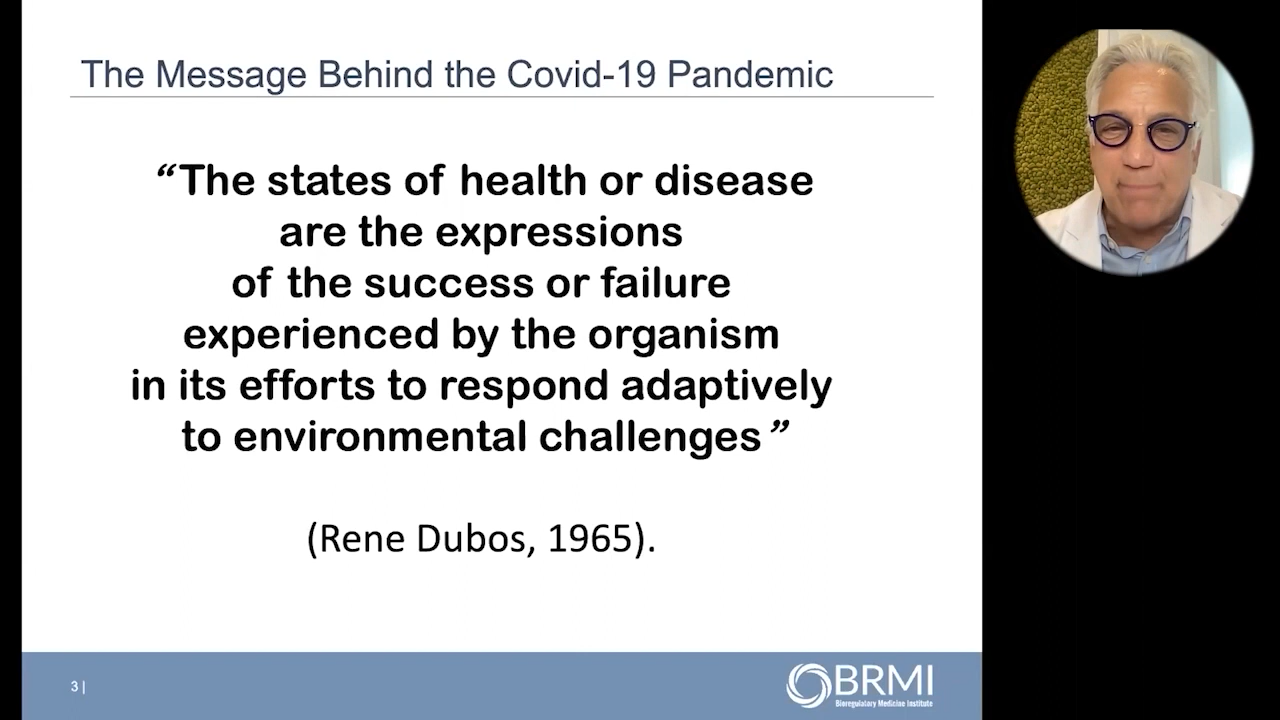 The Message Behind the Covid-19 Pandemic
“The states of health or disease
are the expressions
of the success or failure
experienced by the organism
in its efforts to respond adaptively
to environmental challenges”
(Rene Dubos, 1965).
3 |
BRMI
Bioregulatory Medicine Institute